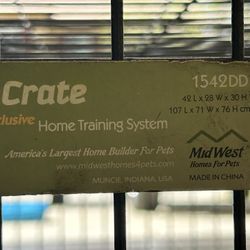 Crate
1542DD
42 L x 28 W x 30 H
107 L x 71 W x 76 H cm
Home Training System
America's Largest Home Builder For Pets
www.midwesthomes4pets.com
MUNCIE, INDIANA, USA
MidWest
Homes For Pets
MADE IN CHINA